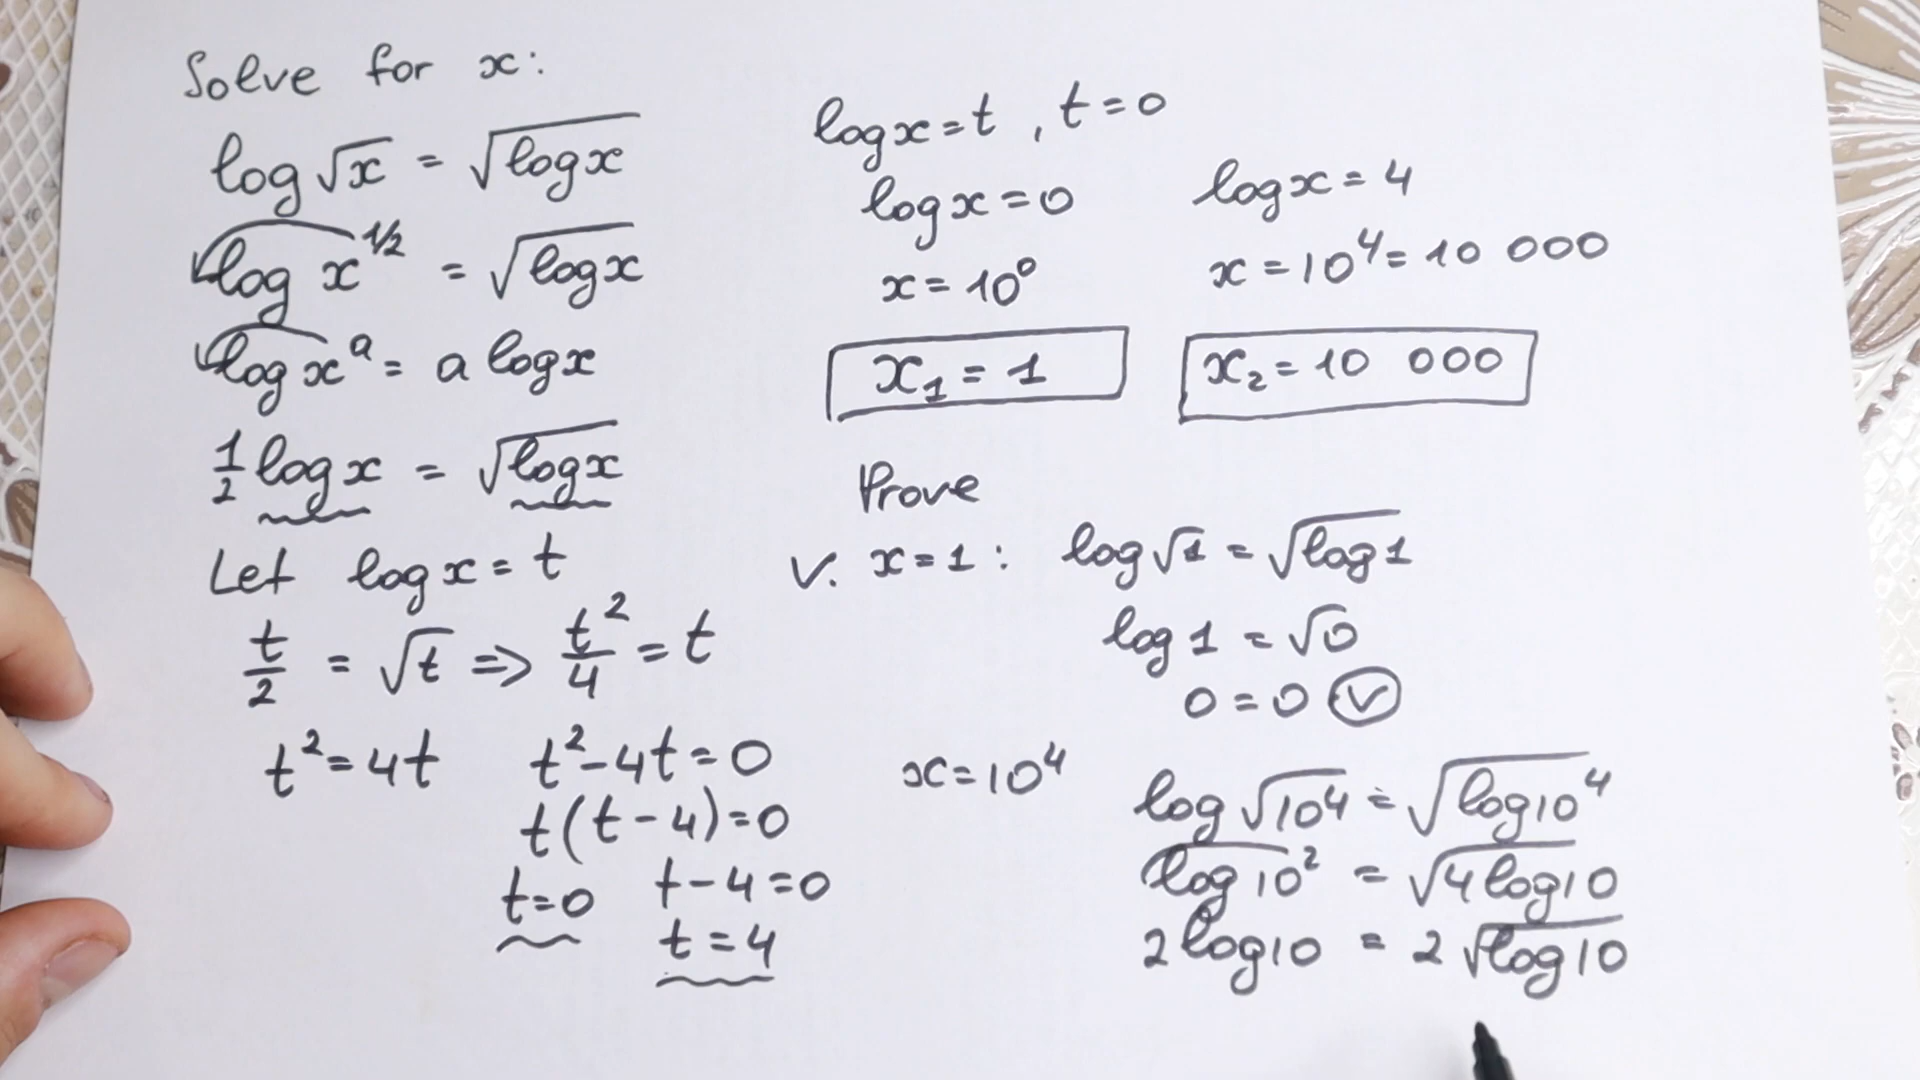 Solve for x:
log√x = √(log x)
log x^(1/2) = √(log x)
log x^a = a log x
1/2 log x = √(log x)
Let log x = t
t/2 = √t => t²/4 = t
t² = 4t
t² - 4t = 0
t(t - 4) = 0
t = 0
t - 4 = 0
t = 4
log x = t, t = 0
log x = 0
x = 10⁰
x₁ = 1
log x = 4
x = 10⁴ = 10 000
x₂ = 10 000
Prove
v. x = 1: log√1 = √(log 1)
log 1 = √0
0 = 0 v
x = 10⁴
log√(10⁴) = √(log 10⁴)
log 10² = √(4 log 10)
2 log 10 = 2√(log 10)